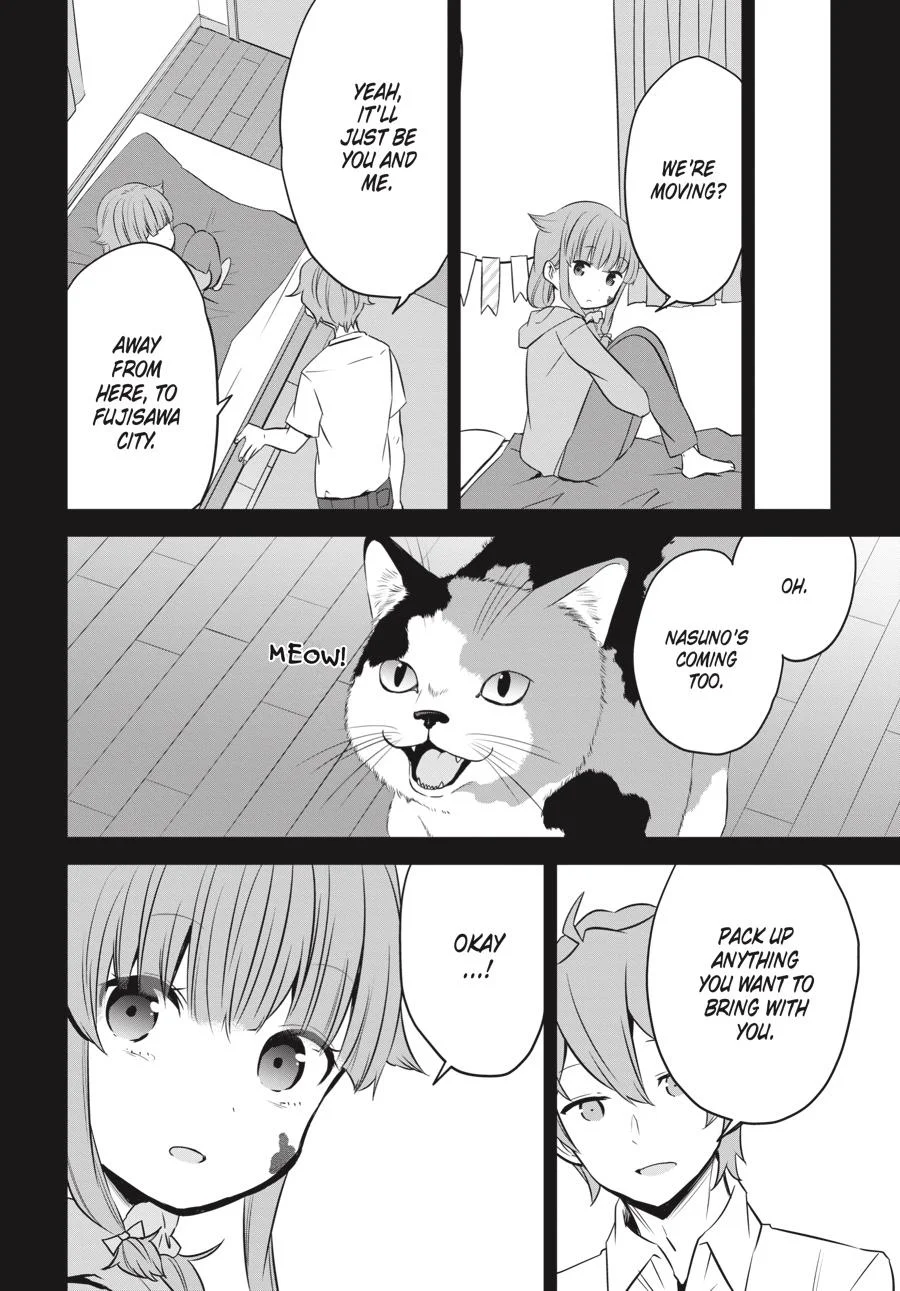 WE'RE
MOVING?
YEAH,
IT'LL
JUST BE
YOU AND
ME.
AWAY
FROM
HERE, TO
FUJISAWA
CITY.
OH.
NASUNO'S
COMING
TOO.
MEOW!
PACK UP
ANYTHING
YOU WANT TO
BRING WITH
YOU.
OKAY
...!